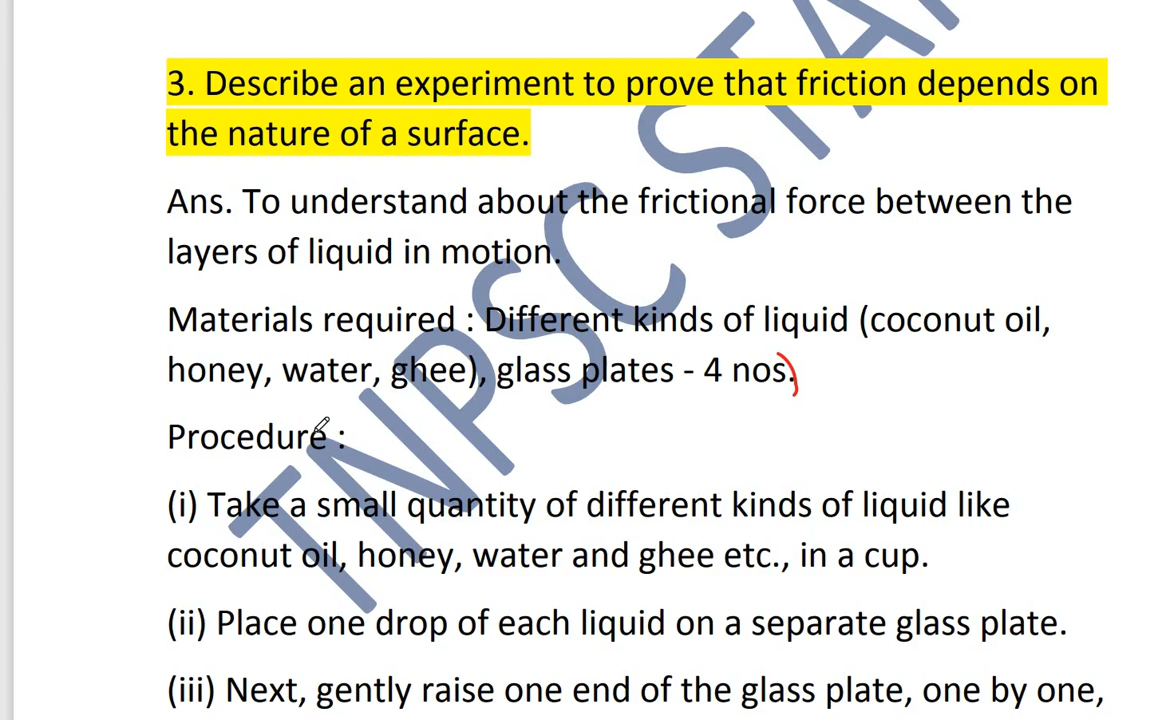 3. Describe an experiment to prove that friction depends on
the nature of a surface.
Ans. To understand about the frictional force between the
layers of liquid in motion.
Materials required : Different kinds of liquid (coconut oil,
honey, water, ghee), glass plates - 4 nos.
Procedure :
(i) Take a small quantity of different kinds of liquid like
coconut oil, honey, water and ghee etc., in a cup.
(ii) Place one drop of each liquid on a separate glass plate.
(iii) Next, gently raise one end of the glass plate, one by one,
TNPSC STA